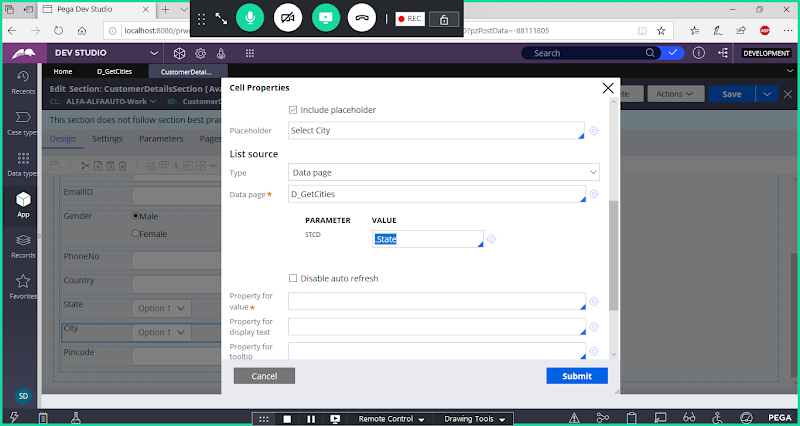 Pega Dev Studio
localhost:8080/prwe
0?pzPostData=-88111805
REC
DEV STUDIO
Search
DEVELOPMENT
Home
D_GetCities
CustomerDetai...
Recents
Case types
Data types
App
Records
Favorites
SD
Edit Section: CustomerDetailsSection [Ava
CL: ALFA-ALFAAUTO-Work
ID: CustomerD
Actions
Save
This section does not follow section best prac
Design
Settings
Parameters
Pages
EmailID
Gender
Male
Female
PhoneNo
Country
State
Option 1
City
Option 1
Pincode
Cell Properties
Include placeholder
Placeholder
Select City
List source
Type
Data page
Data page*
D_GetCities
PARAMETER
VALUE
STCD
.State
Disable auto refresh
Property for
value*
Property for
display text
Property for
tooltip
Cancel
Submit
Remote Control
Drawing Tools
PEGA